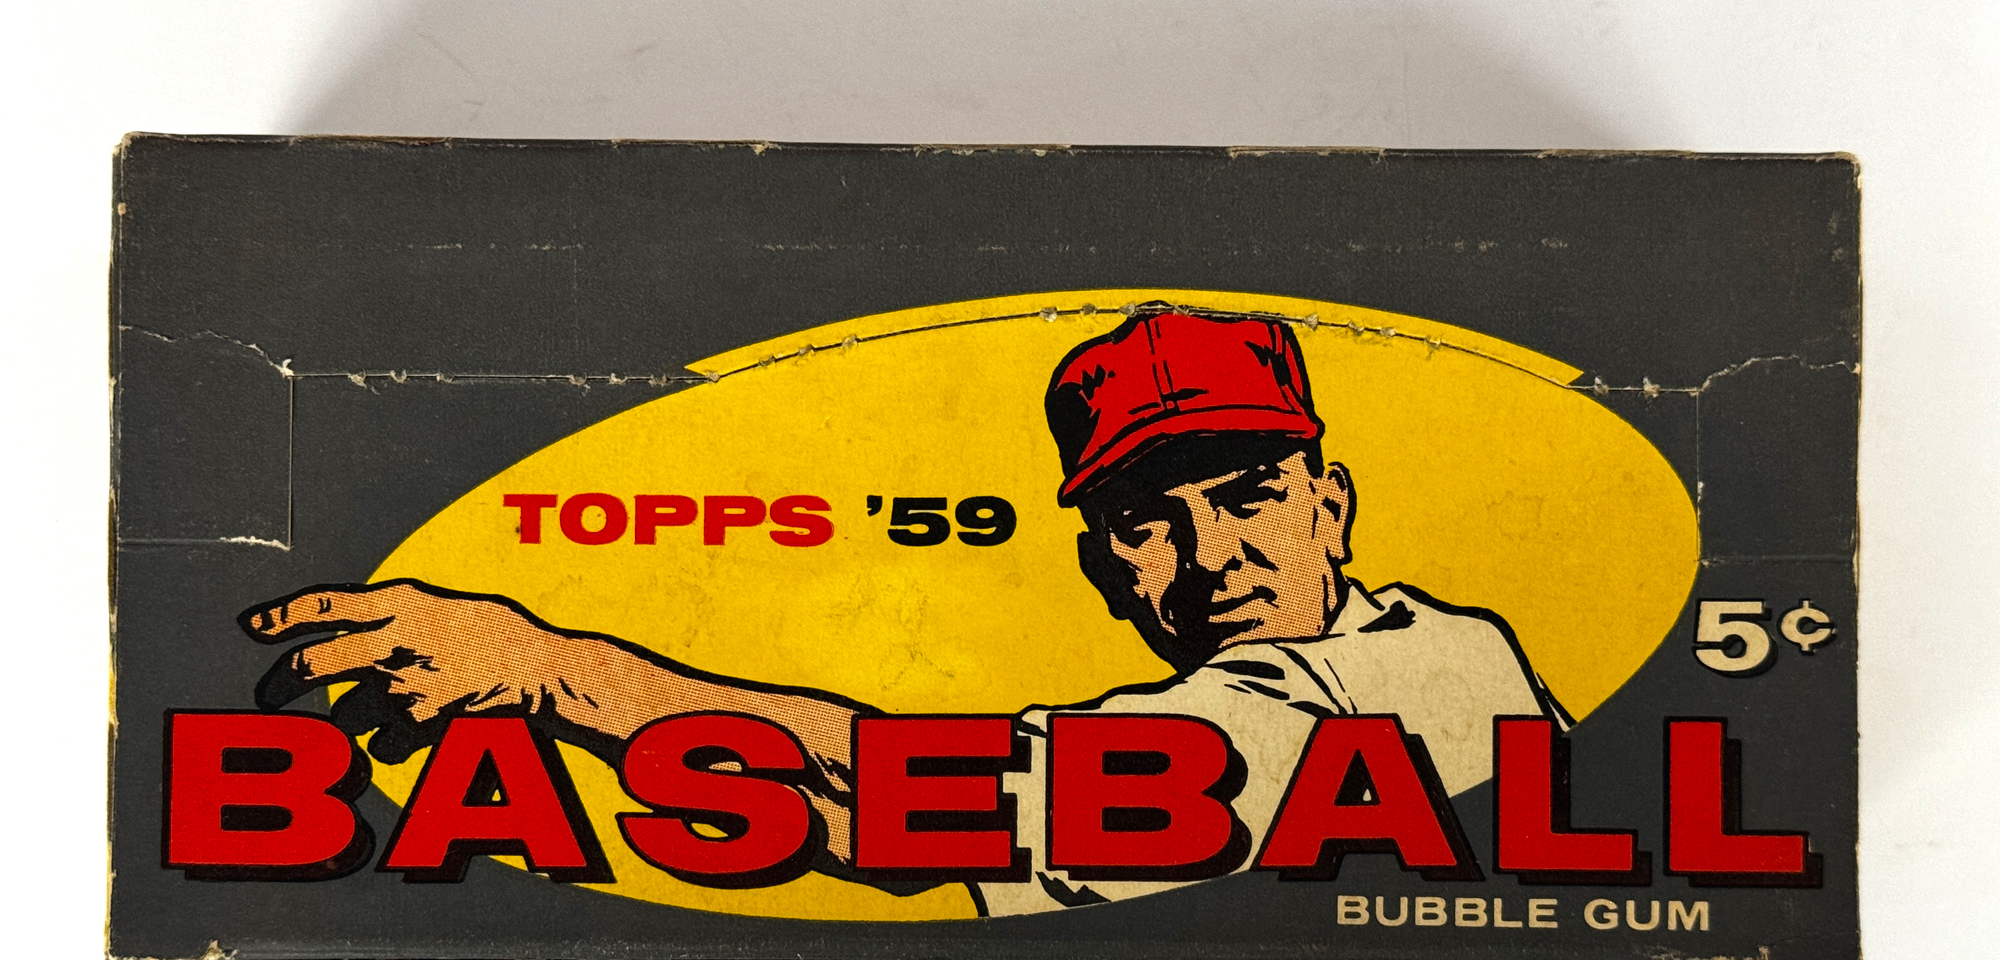 TOPPS '59
5¢
BASEBALL
BUBBLE GUM